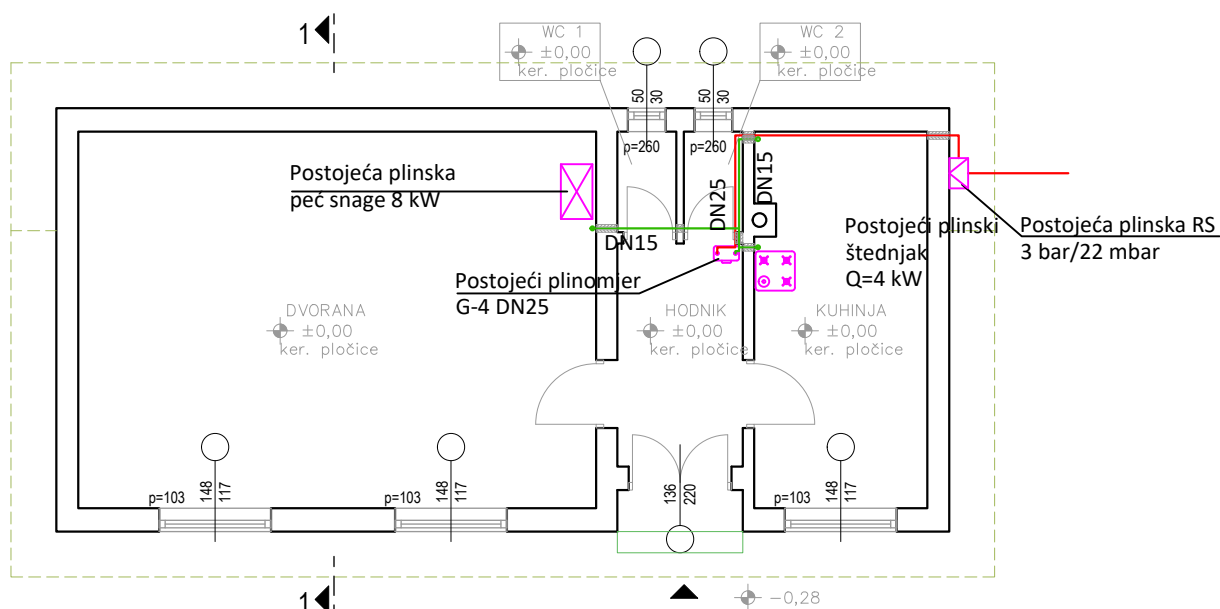 1
WC 1
±0,00
ker. pločice
WC 2
±0,00
ker. pločice
50
30
50
30
p=260
p=260
Postojeća plinska
peć snage 8 kW
DN25
DN15
DN15
Postojeći plinski
štednjak
Q=4 kW
Postojeća plinska RS
3 bar/22 mbar
Postojeći plinomjer
G-4 DN25
DVORANA
±0,00
ker. pločice
HODNIK
±0,00
ker. pločice
KUHINJA
±0,00
ker. pločice
p=103
148
117
p=103
148
117
136
220
p=103
148
117
1
-0,28